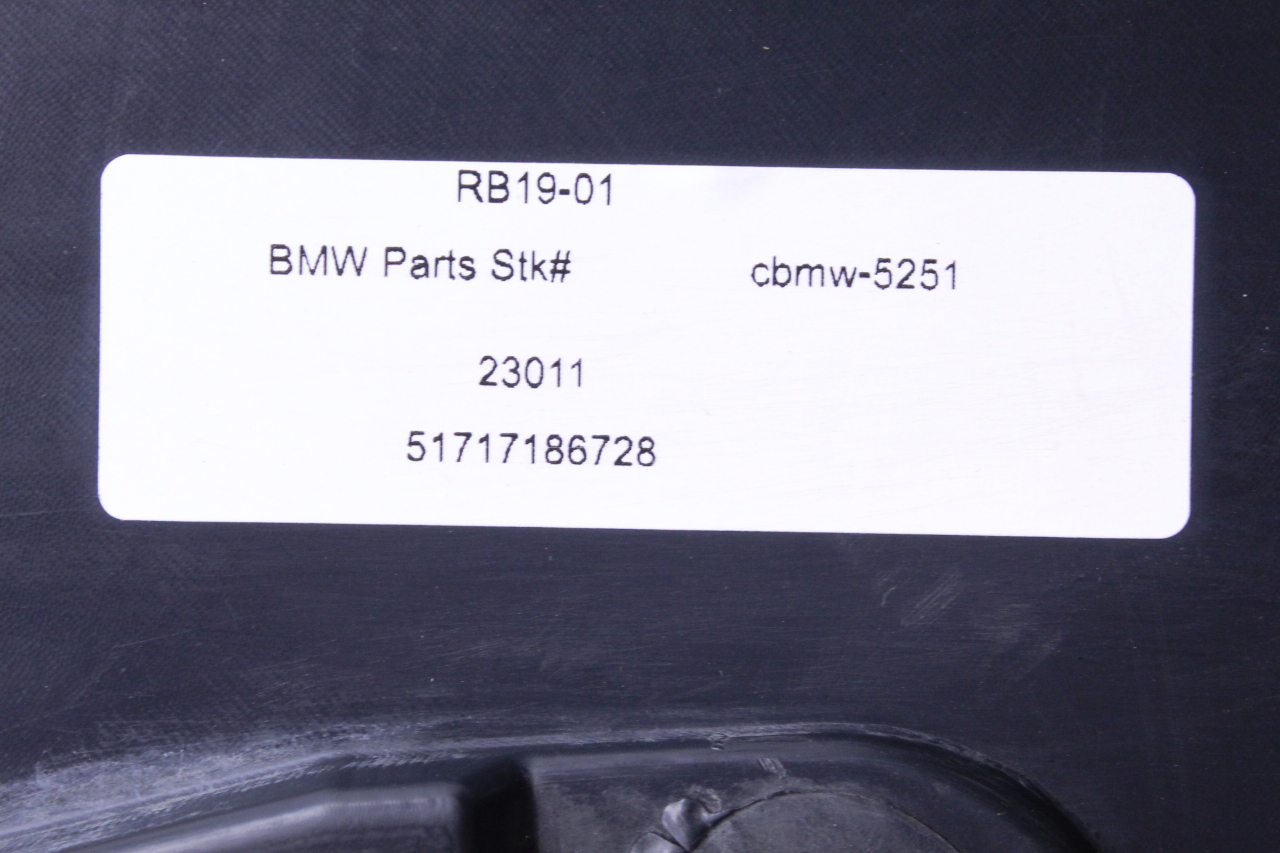 RB19-01
BMW Parts Stk# cbmw-5251
23011
51717186728